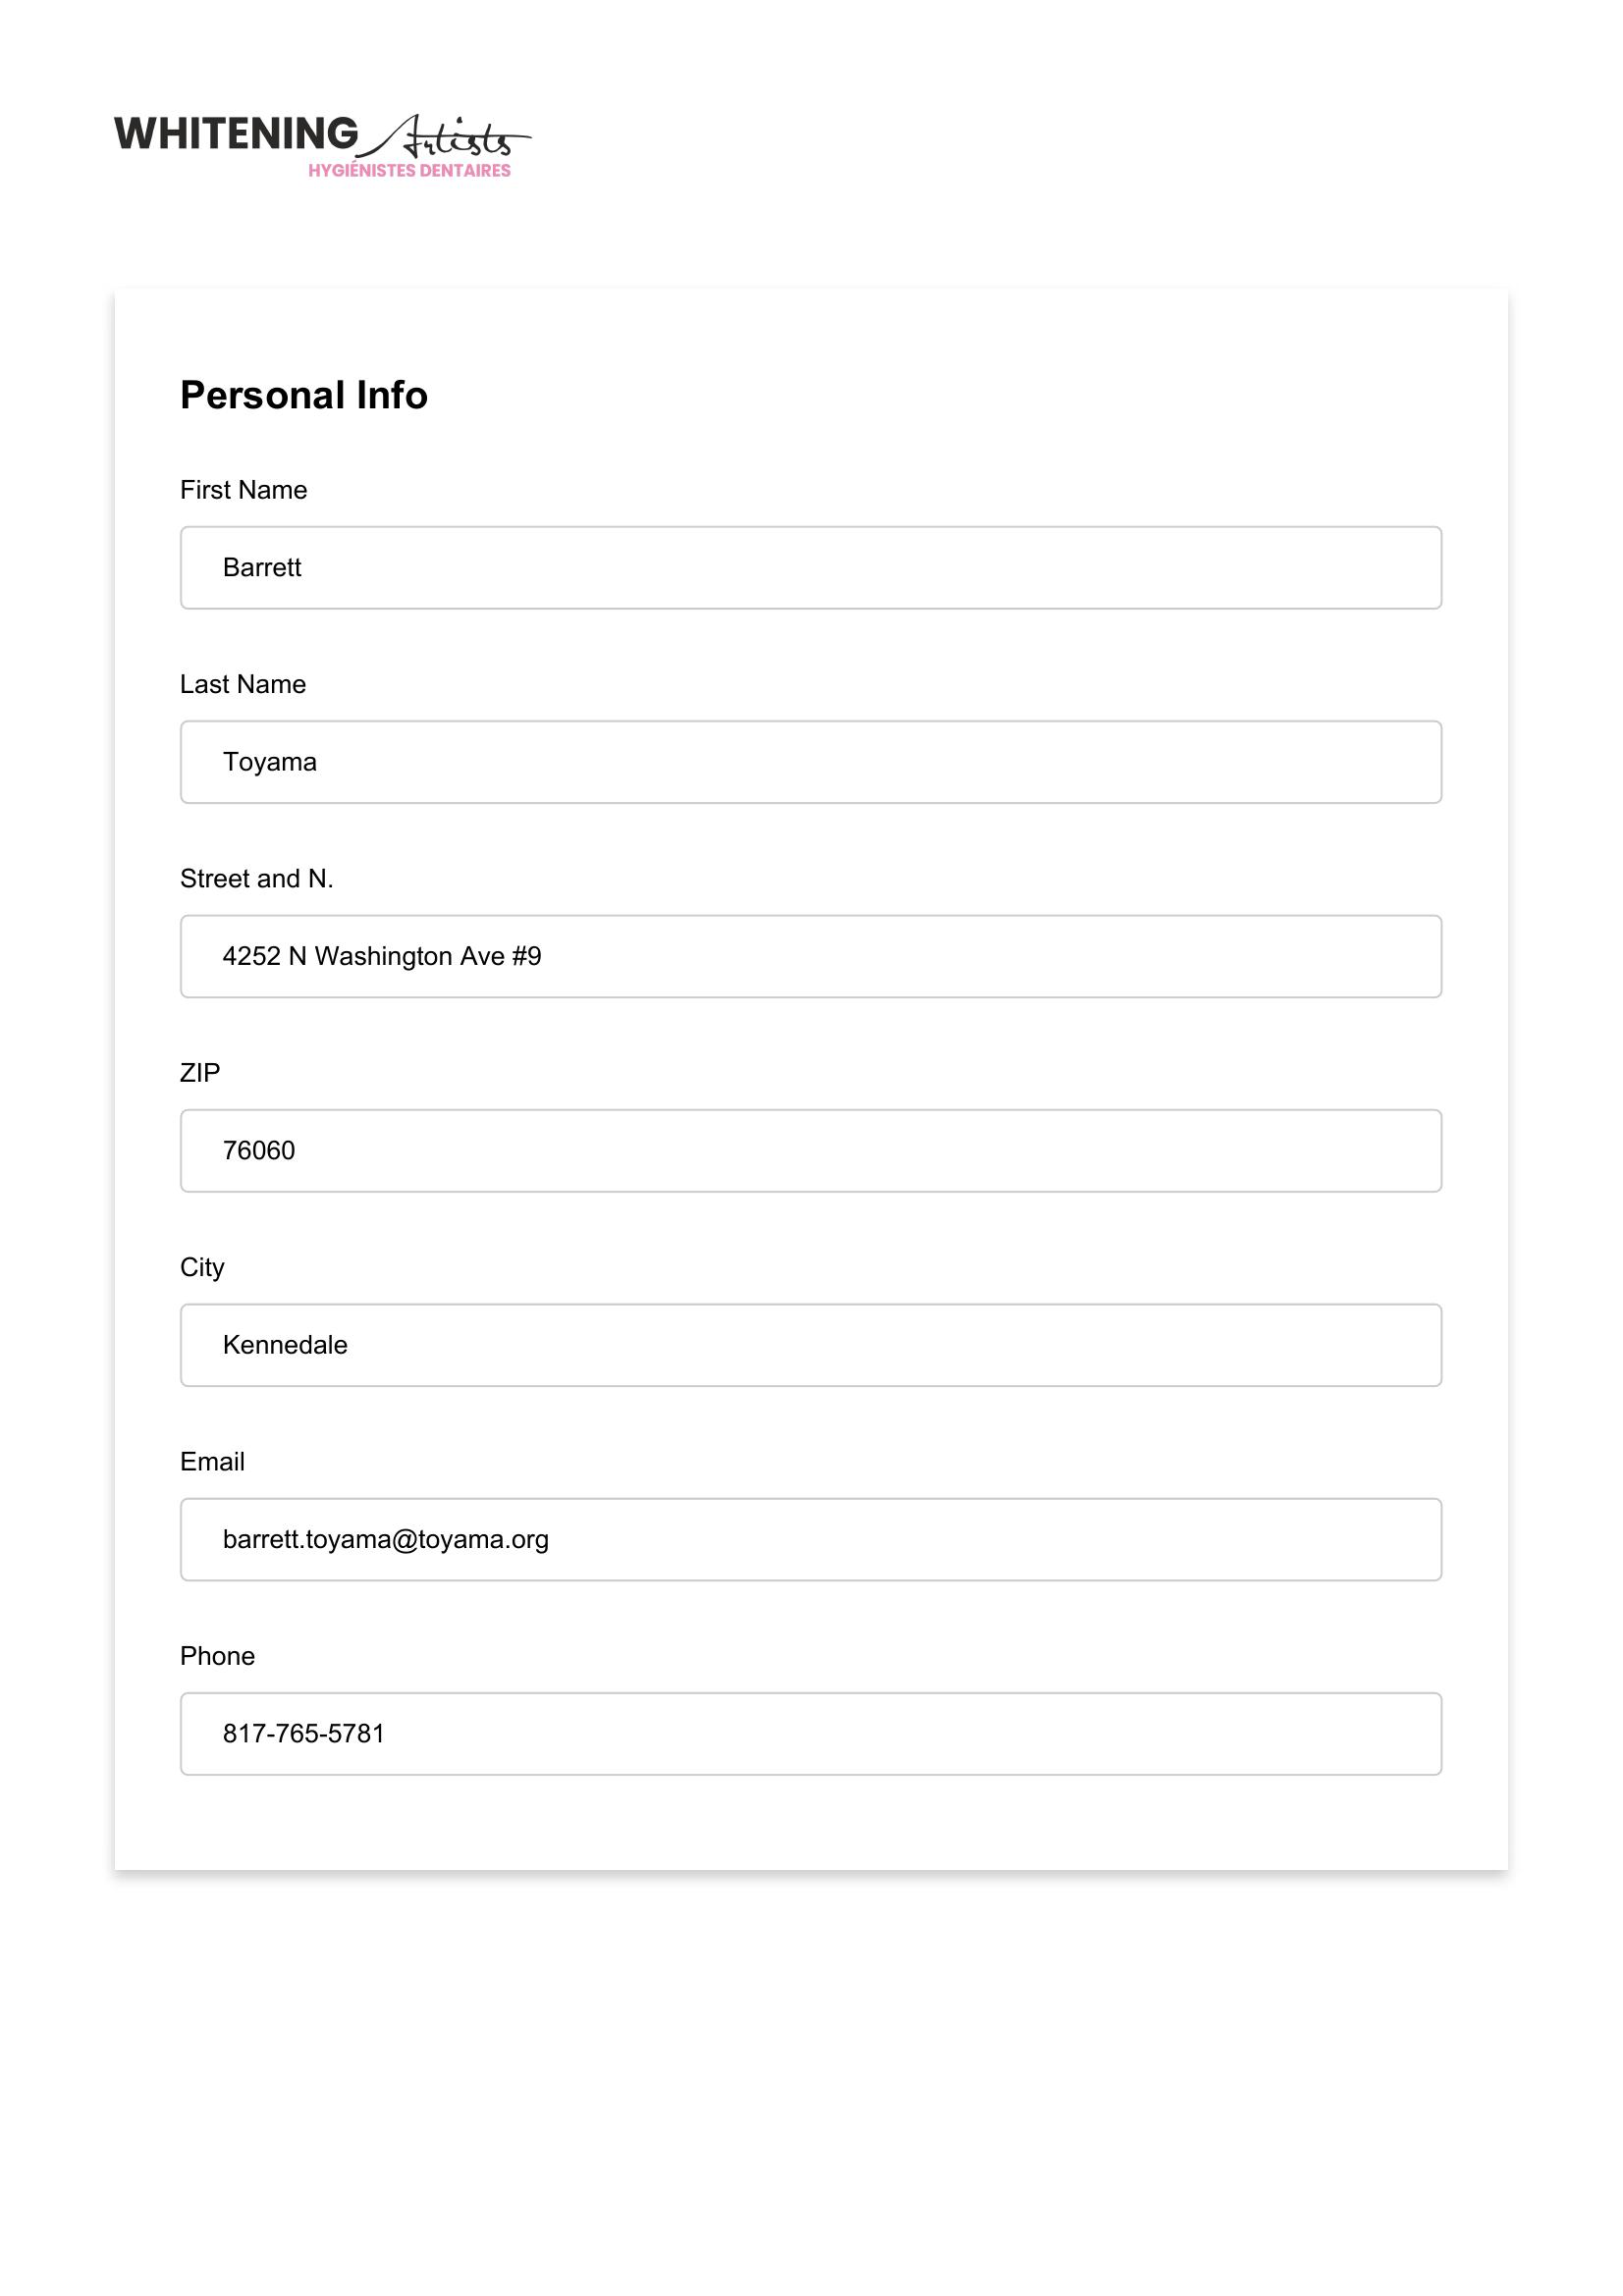 WHITENING Artists
HYGIÉNISTES DENTAIRES
Personal Info
First Name
Barrett
Last Name
Toyama
Street and N.
4252 N Washington Ave #9
ZIP
76060
City
Kennedale
Email
barrett.toyama@toyama.org
Phone
817-765-5781